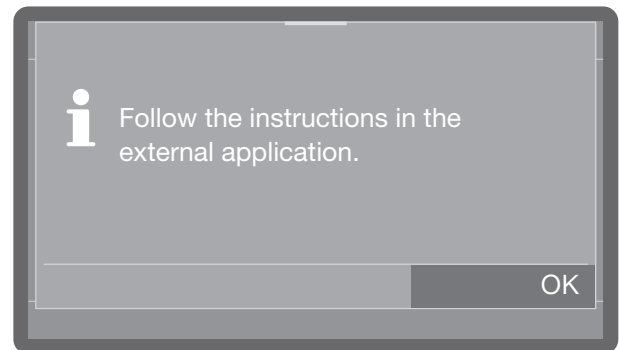 Follow the instructions in the
external application.
OK